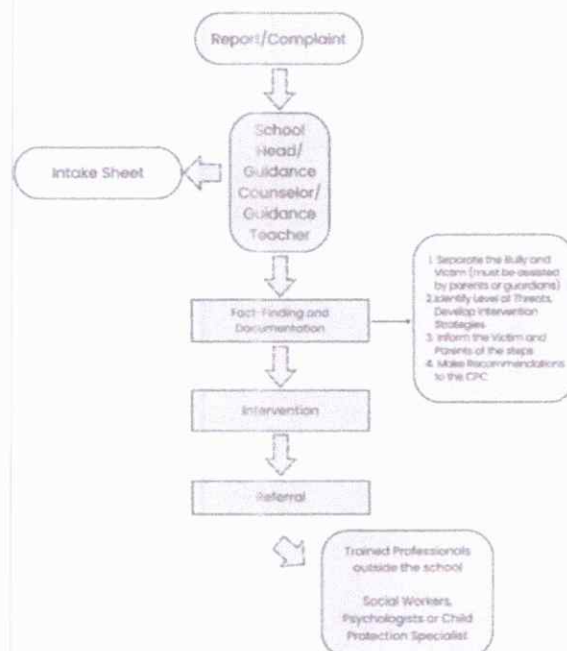 Report/Complaint
School
Head/
Guidance
Counselor/
Guidance
Teacher
Intake Sheet
Fact-Finding and
Documentation
1. Separate the Bully and
Victim (must be assisted
by parents or guardians)
2. Identify Level of Threats,
Develop Intervention
Strategies
3. Inform the Victim and
Parents of the steps
4. Make Recommendations
to the CPC
Intervention
Referral
Trained Professionals
outside the school
Social Workers,
Psychologists or Child
Protection Specialist